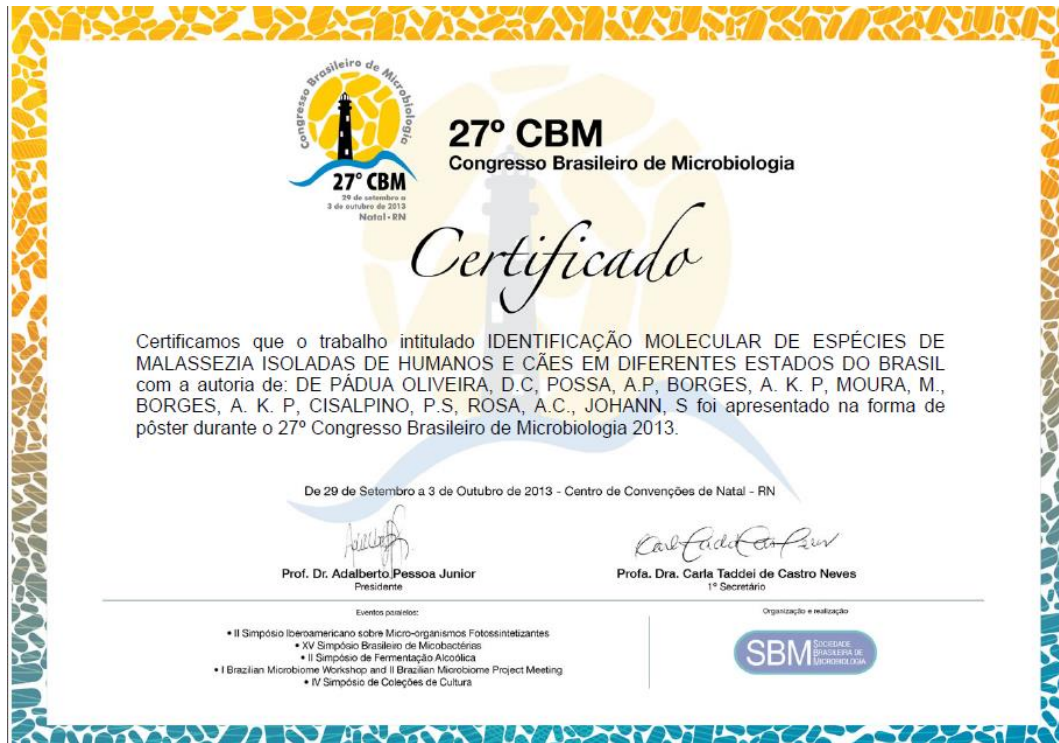 Congresso Brasileiro de Microbiologia
27º CBM
29 de setembro a
3 de outubro de 2013
Natal - RN
27º CBM
Congresso Brasileiro de Microbiologia
Certificado
Certificamos que o trabalho intitulado IDENTIFICAÇÃO MOLECULAR DE ESPÉCIES DE
MALASSEZIA ISOLADAS DE HUMANOS E CÃES EM DIFERENTES ESTADOS DO BRASIL
com a autoria de: DE PÁDUA OLIVEIRA, D.C, POSSA, A.P, BORGES, A. K. P, MOURA, M.,
BORGES, A. K. P, CISALPINO, P.S, ROSA, A.C., JOHANN, S foi apresentado na forma de
pôster durante o 27º Congresso Brasileiro de Microbiologia 2013.
De 29 de Setembro a 3 de Outubro de 2013 - Centro de Convenções de Natal - RN
Prof. Dr. Adalberto Pessoa Junior
Presidente
Profa. Dra. Carla Taddei de Castro Neves
1º Secretário
Eventos paralelos:
• II Simpósio Iberoamericano sobre Micro-organismos Fotossintetizantes
• XV Simpósio Brasileiro de Micobactérias
• II Simpósio de Fermentação Alcoólica
• I Brazilian Microbiome Workshop and II Brazilian Microbiome Project Meeting
• IV Simpósio de Coleções de Cultura
Organização e realização
SBM
SOCIEDADE
BRASILEIRA DE
MICROBIOLOGIA